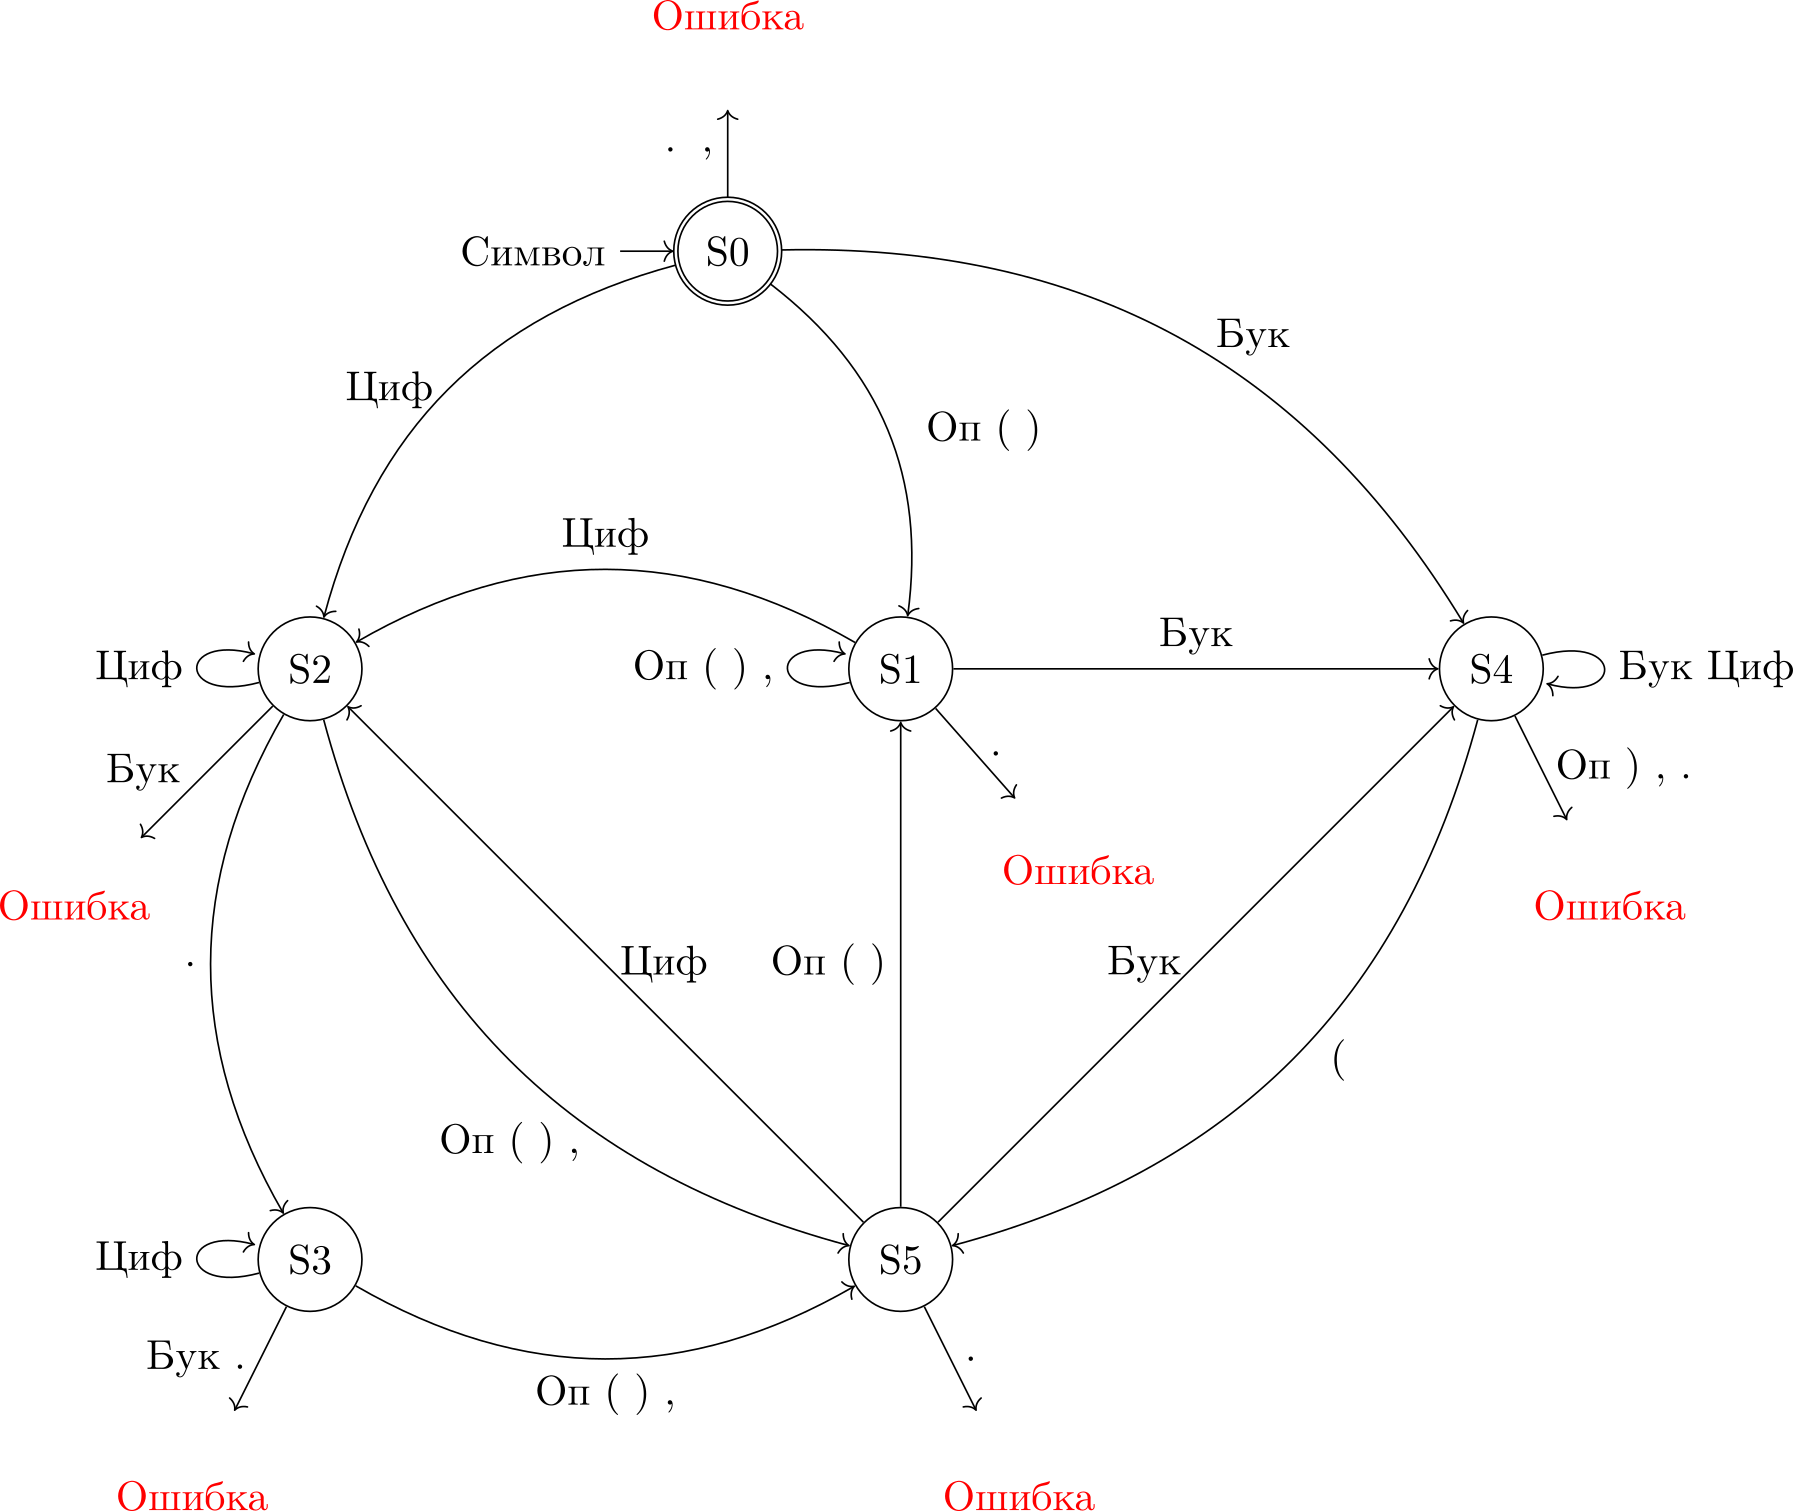 Ошибка
. ,
Символ
S0
Бук
Циф
Оп ( )
Циф
Бук
Циф
S2
Оп ( ) ,
S1
S4
Бук Циф
Бук
.
Оп ) , .
Ошибка
Ошибка
Ошибка
.
Циф
Оп ( )
Бук
(
Оп ( ) ,
Циф
S3
S5
Бук .
.
Оп ( ) ,
Ошибка
Ошибка